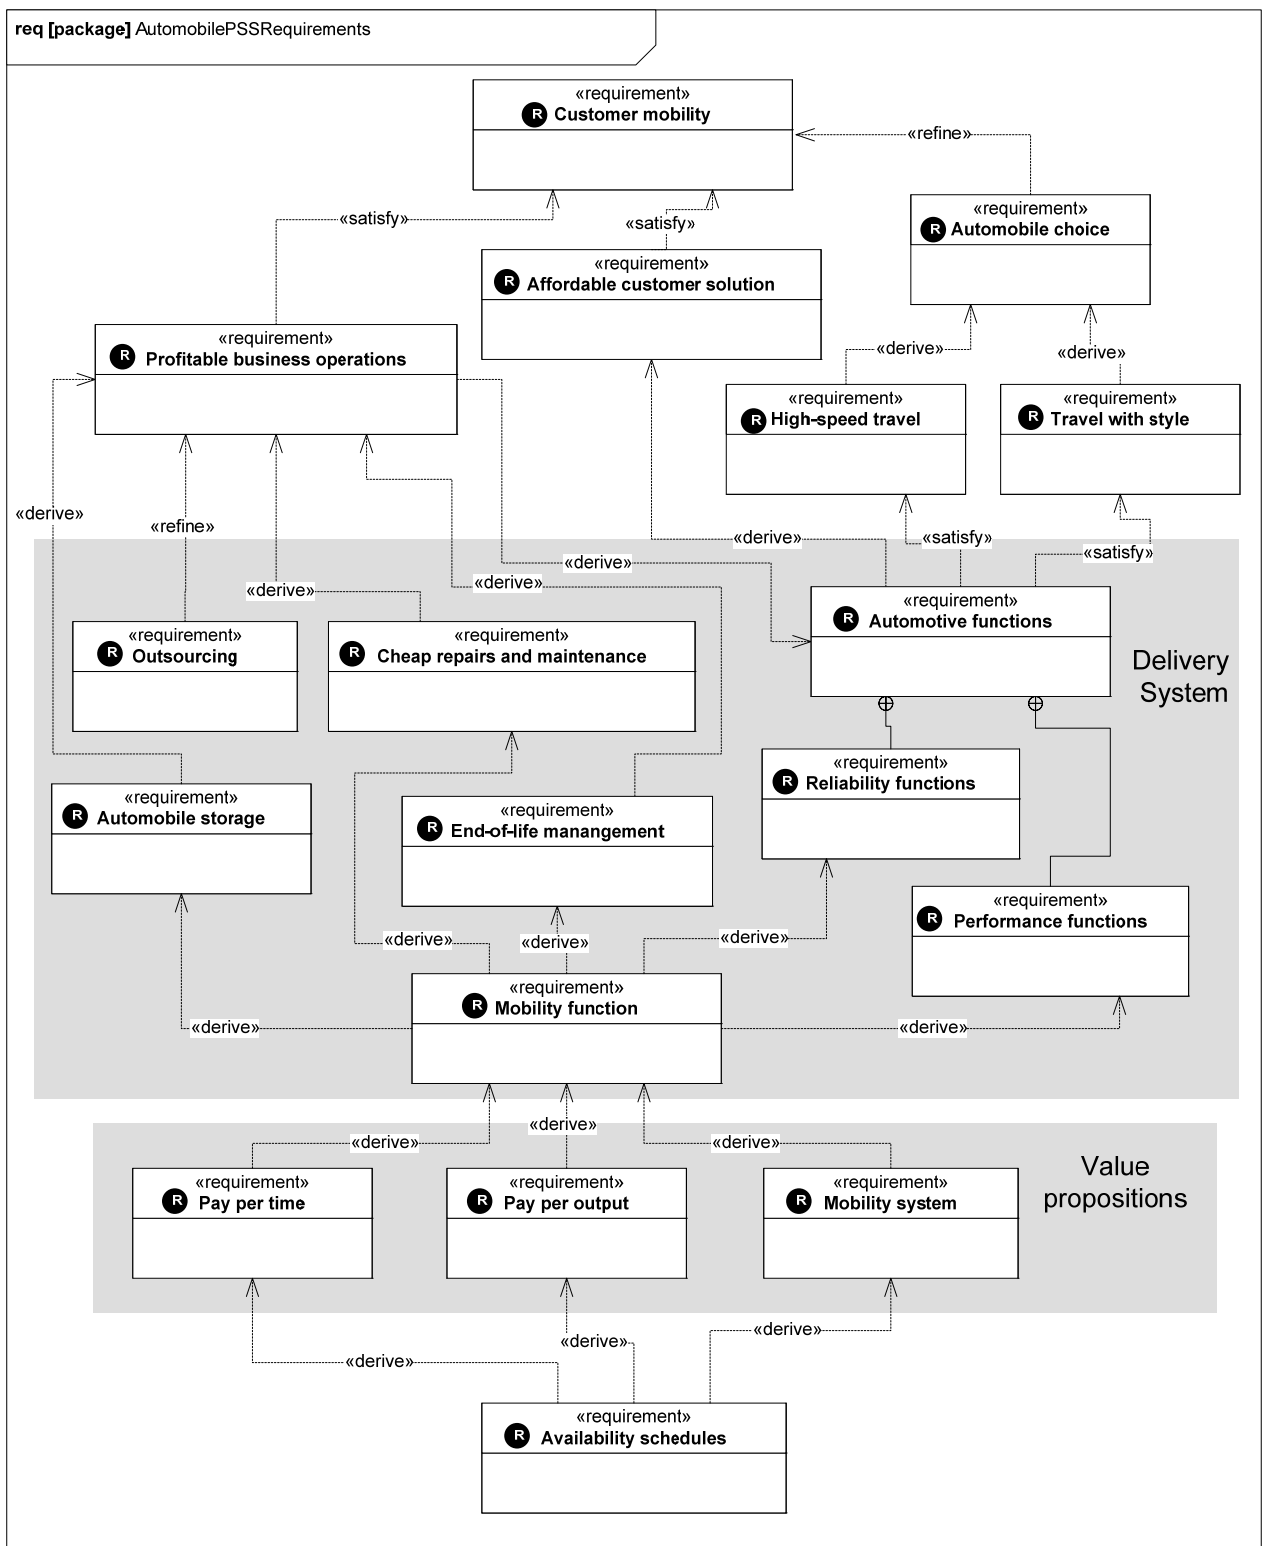 req [package] AutomobilePSSRequirements
«requirement»
R Customer mobility
«refine»
«satisfy»
«satisfy»
«requirement»
R Automobile choice
«requirement»
R Affordable customer solution
«requirement»
R Profitable business operations
«derive»
«derive»
«requirement»
R High-speed travel
«requirement»
R Travel with style
«derive»
«refine»
«derive»
«satisfy»
«satisfy»
«derive»
«derive»
«derive»
«requirement»
R Automotive functions
«requirement»
R Outsourcing
«requirement»
R Cheap repairs and maintenance
Delivery
System
«requirement»
R Reliability functions
«requirement»
R Automobile storage
«requirement»
R End-of-life manangement
«requirement»
R Performance functions
«derive»
«derive»
«derive»
«requirement»
R Mobility function
«derive»
«derive»
«derive»
«derive»
«derive»
Value
propositions
«requirement»
R Pay per time
«requirement»
R Pay per output
«requirement»
R Mobility system
«derive»
«derive»
«derive»
«requirement»
R Availability schedules